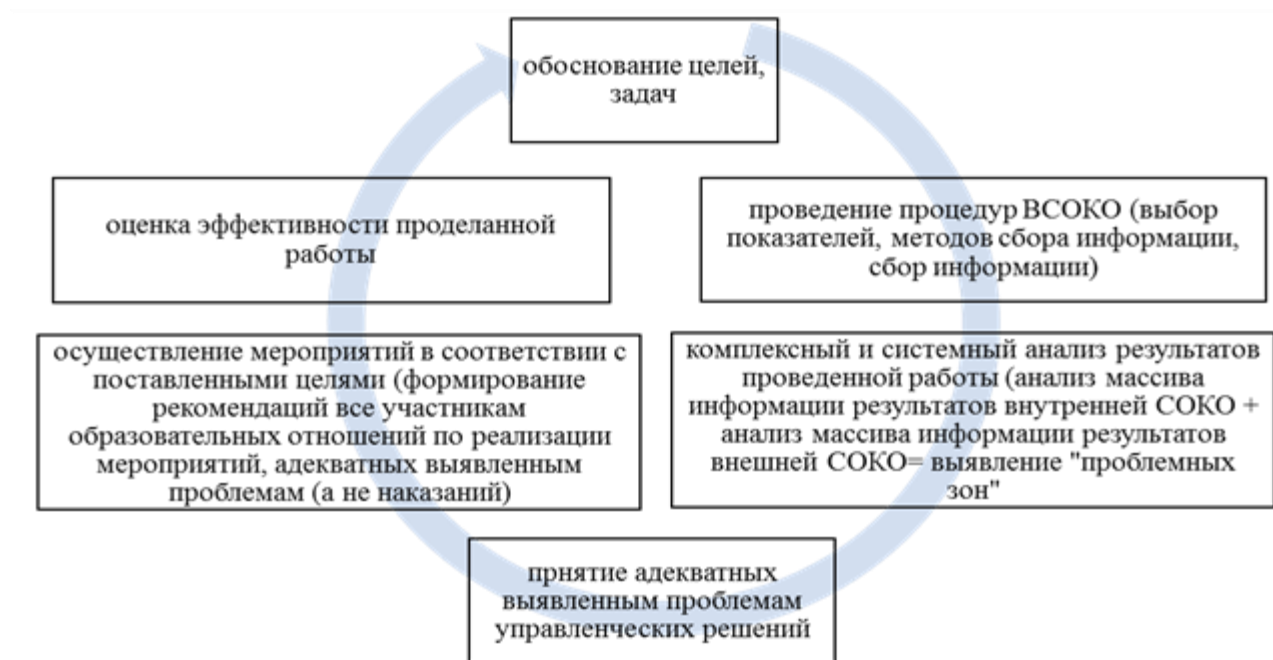 обоснование целей,
задач
проведение процедур ВСОКО (выбор
показателей, методов сбора информации,
сбор информации)
комплексный и системный анализ результатов
проведенной работы (анализ массива
информации результатов внутренней СОКО +
анализ массива информации результатов
внешней СОКО= выявление "проблемных
зон"
прнятие адекватных
выявленным проблемам
управленческих решений
осуществление мероприятий в соответствии с
поставленными целями (формирование
рекомендаций все участникам
образовательных отношений по реализации
мероприятий, адекватных выявленным
проблемам (а не наказаний)
оценка эффективности проделанной
работы